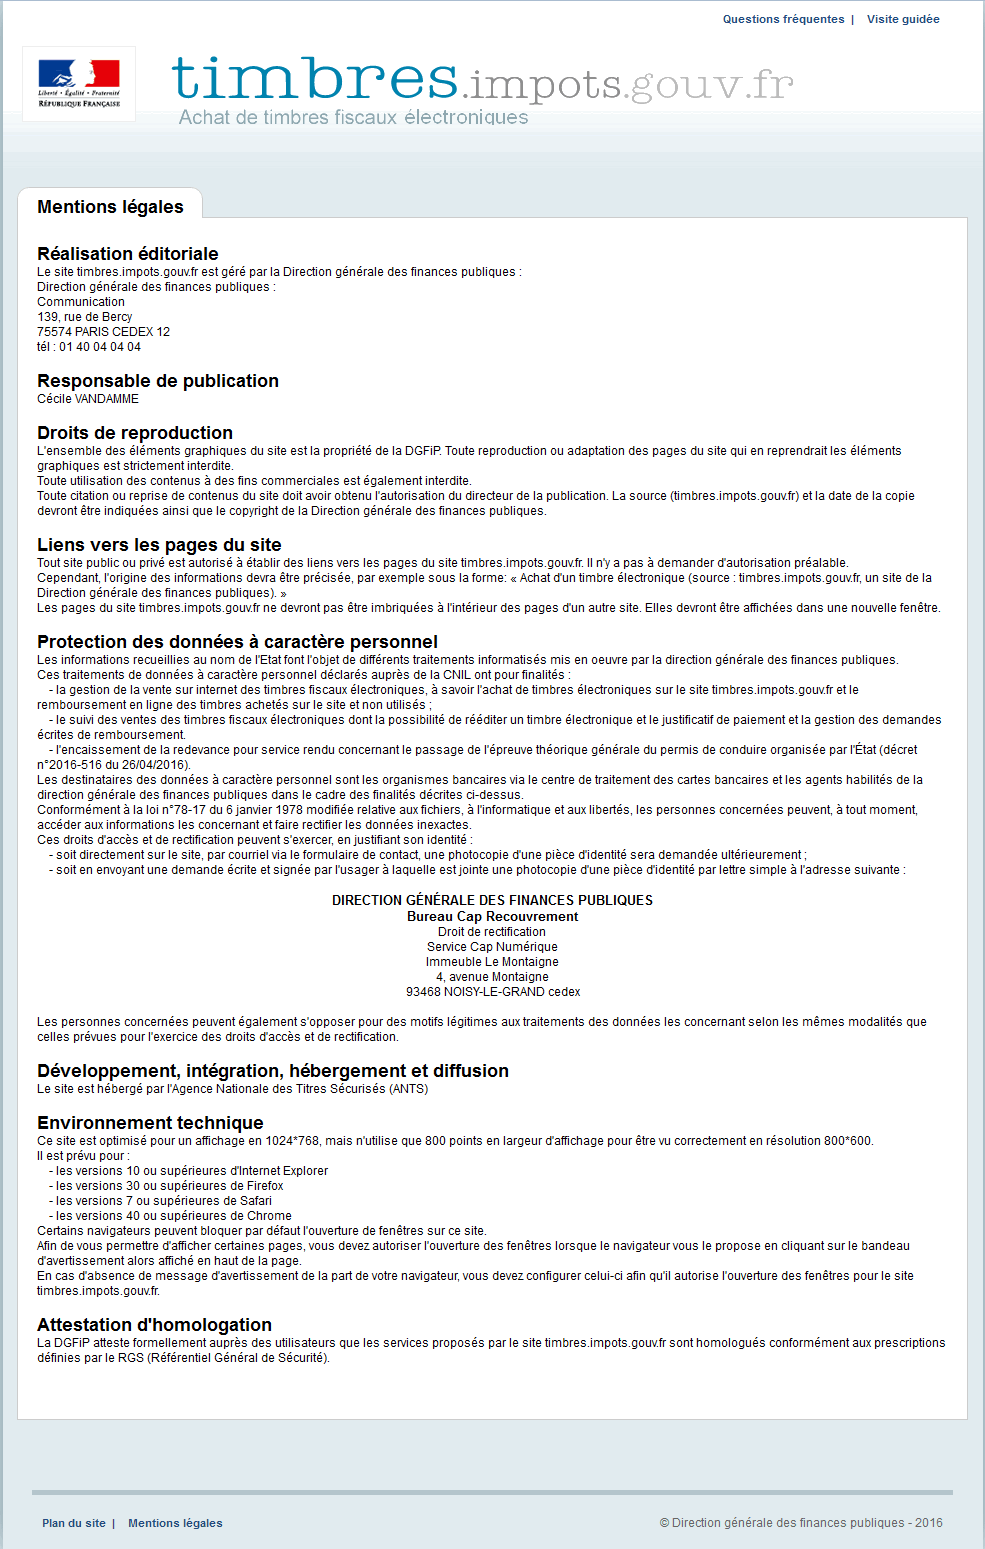 Questions fréquentes | Visite guidée
Liberté • Égalité • Fraternité
RÉPUBLIQUE FRANÇAISE
timbres.impots.gouv.fr
Achat de timbres fiscaux électroniques
Mentions légales
Réalisation éditoriale
Le site timbres.impots.gouv.fr est géré par la Direction générale des finances publiques :
Direction générale des finances publiques :
Communication
139, rue de Bercy
75574 PARIS CEDEX 12
tél : 01 40 04 04 04
Responsable de publication
Cécile VANDAMME
Droits de reproduction
L'ensemble des éléments graphiques du site est la propriété de la DGFiP. Toute reproduction ou adaptation des pages du site qui en reprendrait les éléments
graphiques est strictement interdite.
Toute utilisation des contenus à des fins commerciales est également interdite.
Toute citation ou reprise de contenus du site doit avoir obtenu l'autorisation du directeur de la publication. La source (timbres.impots.gouv.fr) et la date de la copie
devront être indiquées ainsi que le copyright de la Direction générale des finances publiques.
Liens vers les pages du site
Tout site public ou privé est autorisé à établir des liens vers les pages du site timbres.impots.gouv.fr. Il n'y a pas à demander d'autorisation préalable.
Cependant, l'origine des informations devra être précisée, par exemple sous la forme: « Achat d'un timbre électronique (source : timbres.impots.gouv.fr, un site de la
Direction générale des finances publiques). »
Les pages du site timbres.impots.gouv.fr ne devront pas être imbriquées à l'intérieur des pages d'un autre site. Elles devront être affichées dans une nouvelle fenêtre.
Protection des données à caractère personnel
Les informations recueillies au nom de l'Etat font l'objet de différents traitements informatisés mis en oeuvre par la direction générale des finances publiques.
Ces traitements de données à caractère personnel déclarés auprès de la CNIL ont pour finalités :
- la gestion de la vente sur internet des timbres fiscaux électroniques, à savoir l'achat de timbres électroniques sur le site timbres.impots.gouv.fr et le
remboursement en ligne des timbres achetés sur le site et non utilisés ;
- le suivi des ventes des timbres fiscaux électroniques dont la possibilité de rééditer un timbre électronique et le justificatif de paiement et la gestion des demandes
écrites de remboursement.
- l'encaissement de la redevance pour service rendu concernant le passage de l'épreuve théorique générale du permis de conduire organisée par l'État (décret
n°2016-516 du 26/04/2016).
Les destinataires des données à caractère personnel sont les organismes bancaires via le centre de traitement des cartes bancaires et les agents habilités de la
direction générale des finances publiques dans le cadre des finalités décrites ci-dessus.
Conformément à la loi n°78-17 du 6 janvier 1978 modifiée relative aux fichiers, à l'informatique et aux libertés, les personnes concernées peuvent, à tout moment,
accéder aux informations les concernant et faire rectifier les données inexactes.
Ces droits d'accès et de rectification peuvent s'exercer, en justifiant son identité :
- soit directement sur le site, par courriel via le formulaire de contact, une photocopie d'une pièce d'identité sera demandée ultérieurement ;
- soit en envoyant une demande écrite et signée par l'usager à laquelle est jointe une photocopie d'une pièce d'identité par lettre simple à l'adresse suivante :
DIRECTION GÉNÉRALE DES FINANCES PUBLIQUES
Bureau Cap Recouvrement
Droit de rectification
Service Cap Numérique
Immeuble Le Montaigne
4, avenue Montaigne
93468 NOISY-LE-GRAND cedex
Les personnes concernées peuvent également s'opposer pour des motifs légitimes aux traitements des données les concernant selon les mêmes modalités que
celles prévues pour l'exercice des droits d'accès et de rectification.
Développement, intégration, hébergement et diffusion
Le site est hébergé par l'Agence Nationale des Titres Sécurisés (ANTS)
Environnement technique
Ce site est optimisé pour un affichage en 1024*768, mais n'utilise que 800 points en largeur d'affichage pour être vu correctement en résolution 800*600.
Il est prévu pour :
- les versions 10 ou supérieures d'Internet Explorer
- les versions 30 ou supérieures de Firefox
- les versions 7 ou supérieures de Safari
- les versions 40 ou supérieures de Chrome
Certains navigateurs peuvent bloquer par défaut l'ouverture de fenêtres sur ce site.
Afin de vous permettre d'afficher certaines pages, vous devez autoriser l'ouverture des fenêtres lorsque le navigateur vous le propose en cliquant sur le bandeau
d'avertissement alors affiché en haut de la page.
En cas d'absence de message d'avertissement de la part de votre navigateur, vous devez configurer celui-ci afin qu'il autorise l'ouverture des fenêtres pour le site
timbres.impots.gouv.fr.
Attestation d'homologation
La DGFiP atteste formellement auprès des utilisateurs que les services proposés par le site timbres.impots.gouv.fr sont homologués conformément aux prescriptions
définies par le RGS (Référentiel Général de Sécurité).
Plan du site | Mentions légales
© Direction générale des finances publiques - 2016